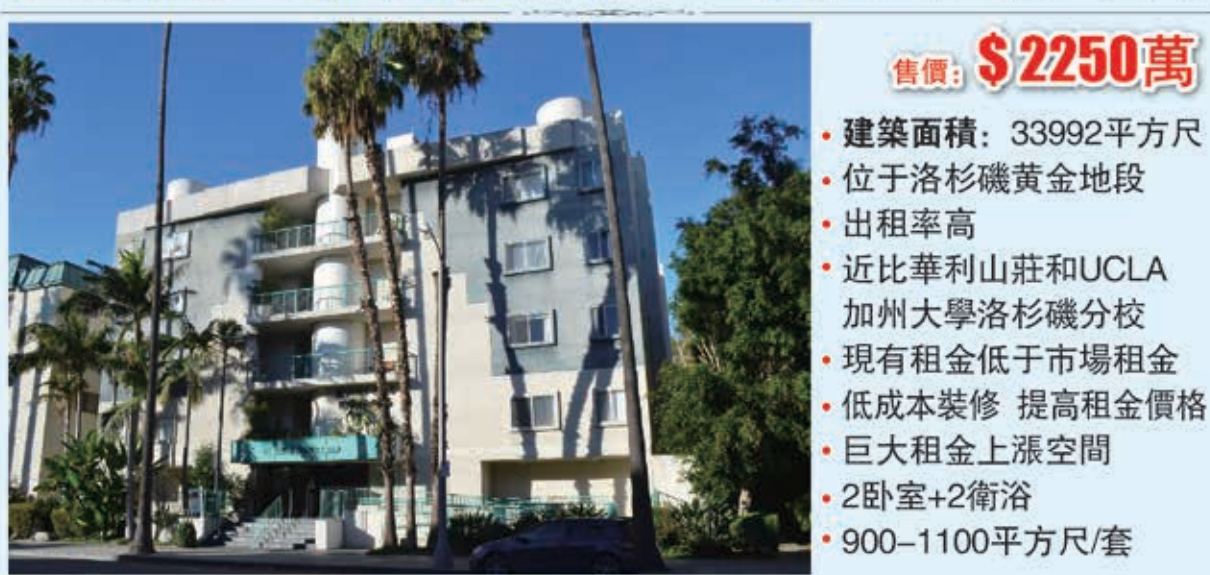 售價：$2250萬
• 建築面積：33992平方尺
• 位于洛杉磯黄金地段
• 出租率高
• 近比華利山莊和UCLA
加州大學洛杉磯分校
• 現有租金低于市場租金
• 低成本裝修 提高租金價格
• 巨大租金上漲空間
• 2卧室+2衛浴
• 900–1100平方尺/套